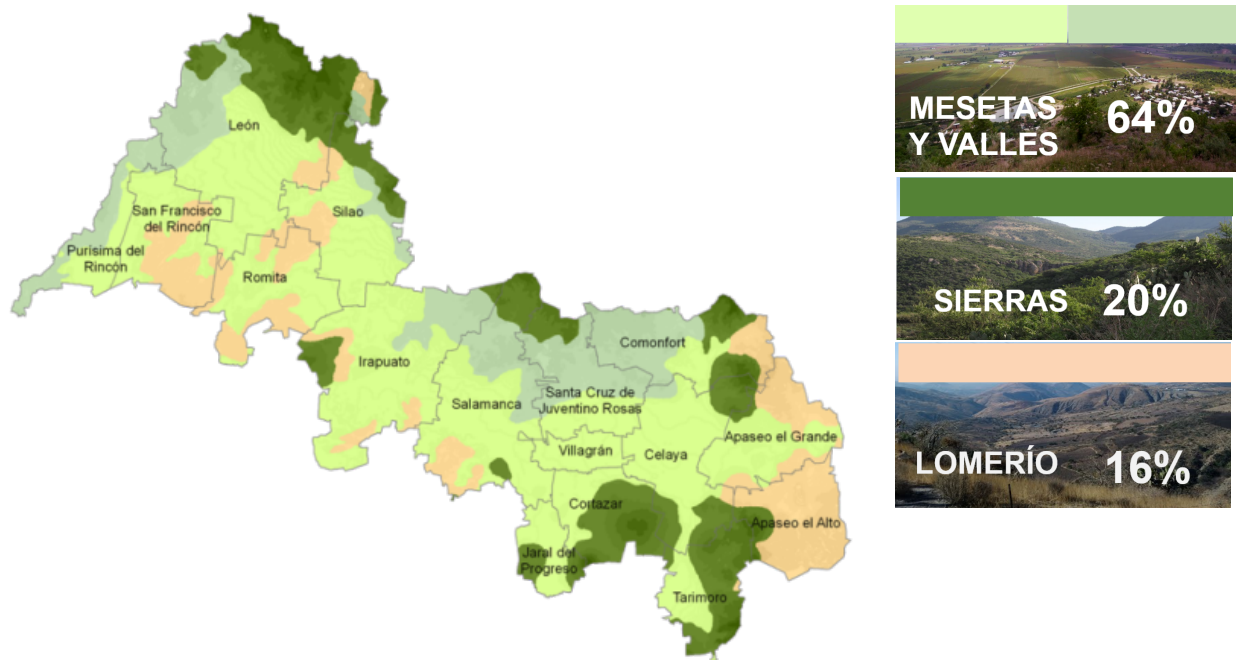 León
San Francisco
del Rincón
Silao
Purísima del
Rincón
Romita
Irapuato
Comonfort
Salamanca
Santa Cruz de
Juventino Rosas
Apaseo el Grande
Villagrán
Celaya
Cortazar
Apaseo el Alto
Jaral del
Progreso
Tarimoro
MESETAS
Y VALLES
64%
SIERRAS
20%
LOMERÍO
16%